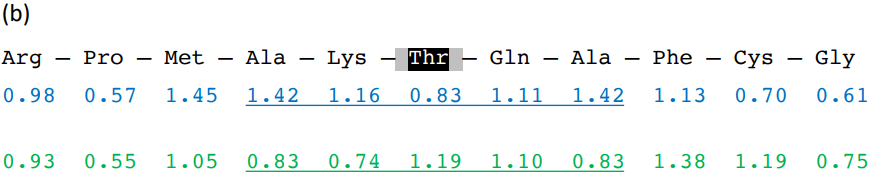 (b)
Arg – Pro – Met – Ala – Lys – Thr – Gln – Ala – Phe – Cys – Gly
0.98 0.57 1.45 1.42 1.16 0.83 1.11 1.42 1.13 0.70 0.61
0.93 0.55 1.05 0.83 0.74 1.19 1.10 0.83 1.38 1.19 0.75